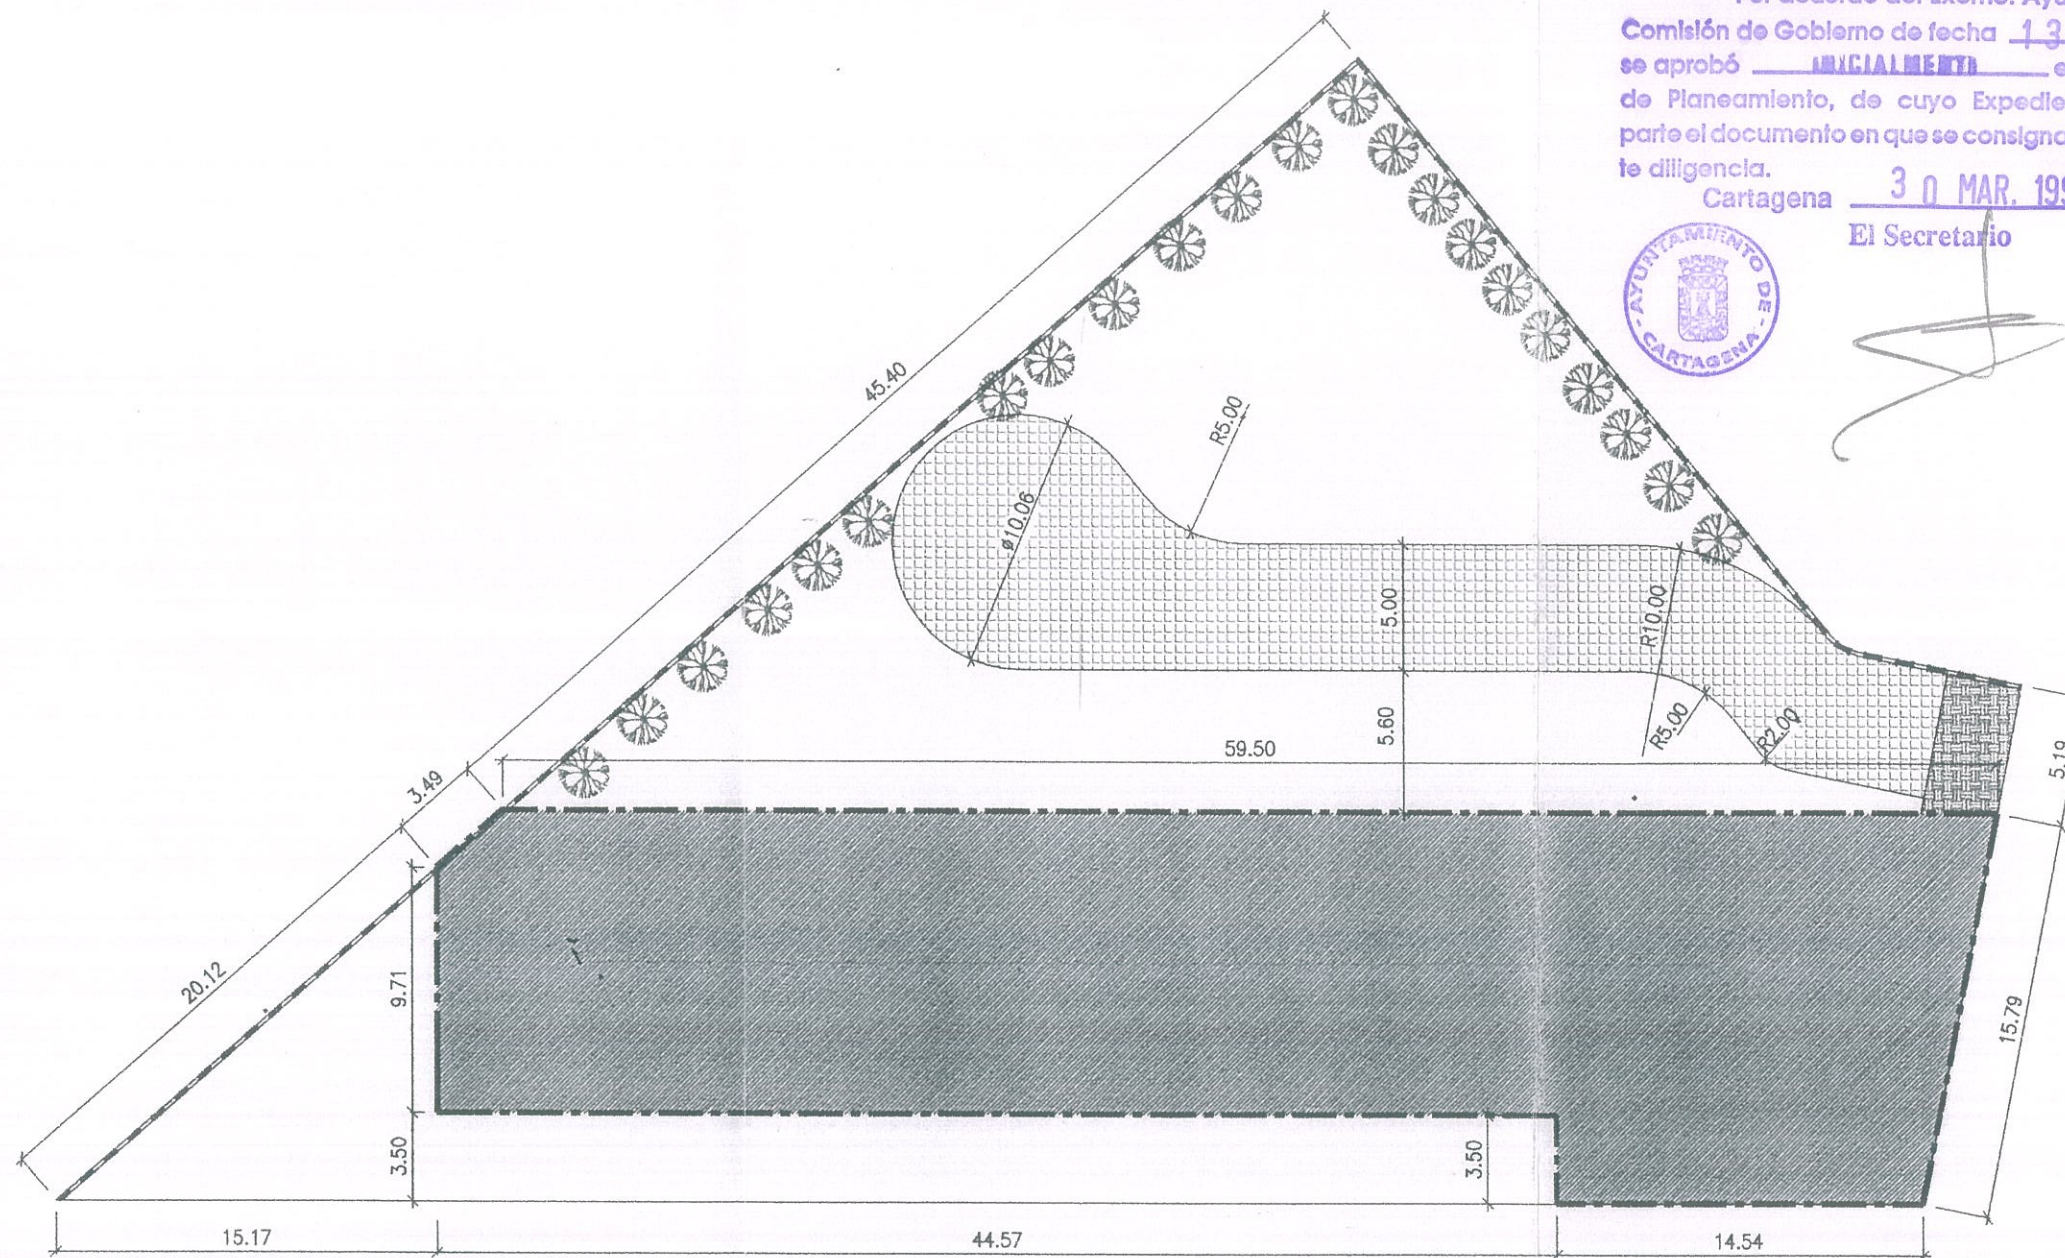 Comisión de Gobierno de fecha 13
se aprobó INICIALMENTE e
de Planeamiento, de cuyo Expedie
parte el documento en que se consigna
te diligencia.
Cartagena 30 MAR. 199
El Secretario
- AYUNTAMIENTO DE -
CARTAGENA
45.40
R5.00
ø10.06
5.00
R10.00
5.60
R5.00
R2.00
59.50
5.19
3.49
20.12
9.71
15.79
3.50
3.50
15.17
44.57
14.54